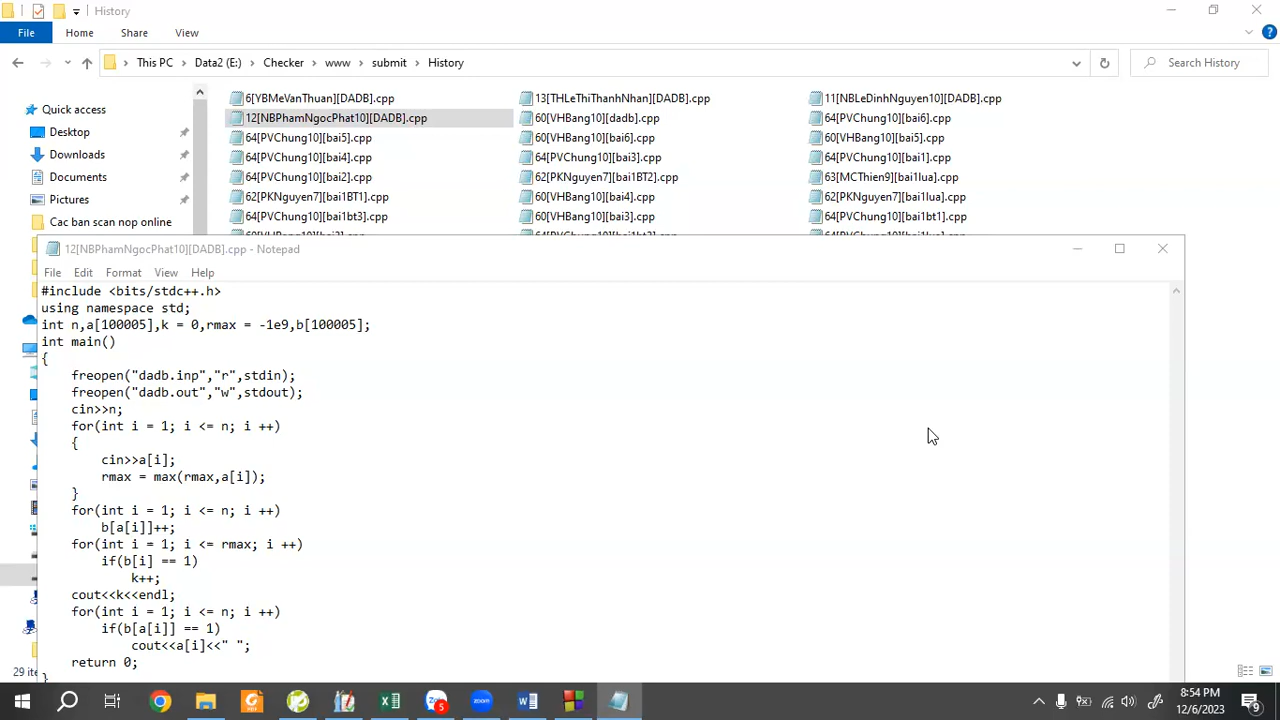 History
File
Home
Share
View
This PC
Data2 (E:)
Checker
www
submit
History
Search History
Quick access
Desktop
Downloads
Documents
Pictures
Cac ban scan nop online
6[YBMeVanThuan][DADB].cpp
13[THLeThiThanhNhan][DADB].cpp
11[NBLeDinhNguyen10][DADB].cpp
12[NBPhamNgocPhat10][DADB].cpp
60[VHBang10][dadb].cpp
64[PVChung10][bai6].cpp
64[PVChung10][bai5].cpp
60[VHBang10][bai6].cpp
60[VHBang10][bai5].cpp
64[PVChung10][bai4].cpp
64[PVChung10][bai3].cpp
64[PVChung10][bai1].cpp
64[PVChung10][bai2].cpp
62[PKNguyen7][bai1BT2].cpp
63[MCThien9][bai1lua].cpp
62[PKNguyen7][bai1BT1].cpp
60[VHBang10][bai4].cpp
62[PKNguyen7][bai1lua].cpp
64[PVChung10][bai1bt3].cpp
60[VHBang10][bai3].cpp
64[PVChung10][bai1bt1].cpp
12[NBPhamNgocPhat10][DADB].cpp - Notepad
File Edit Format View Help
#include <bits/stdc++.h>
using namespace std;
int n,a[100005],k = 0,rmax = -1e9,b[100005];
int main()
{
freopen("dadb.inp","r",stdin);
freopen("dadb.out","w",stdout);
cin>>n;
for(int i = 1; i <= n; i ++)
{
cin>>a[i];
rmax = max(rmax,a[i]);
}
for(int i = 1; i <= n; i ++)
b[a[i]]++;
for(int i = 1; i <= rmax; i ++)
if(b[i] == 1)
k++;
cout<<k<<endl;
for(int i = 1; i <= n; i ++)
if(b[a[i]] == 1)
cout<<a[i]<<" ";
return 0;
}
29 ite
5
zoom
8:54 PM
12/6/2023
9